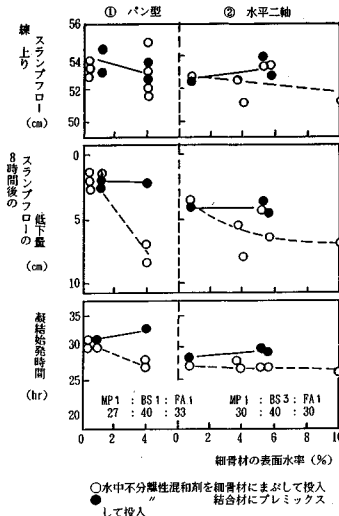 ① パン型
② 水平二軸
練上り
スランプフロー
(cm)
56
54
52
50
8時間後の
スランプフローの
低下量
(cm)
0
5
10
凝結始発時間
(hr)
35
30
25
20
MP1 : BS1 : FA1
27 : 40 : 33
MP1 : BS3 : FA1
30 : 40 : 30
0 2 4 6 0 2 4 6 8 10
細骨材の表面水率(%)
○水中不分離性混和剤を細骨材にまぶして投入
● 〃 結合材にプレミックス
して投入